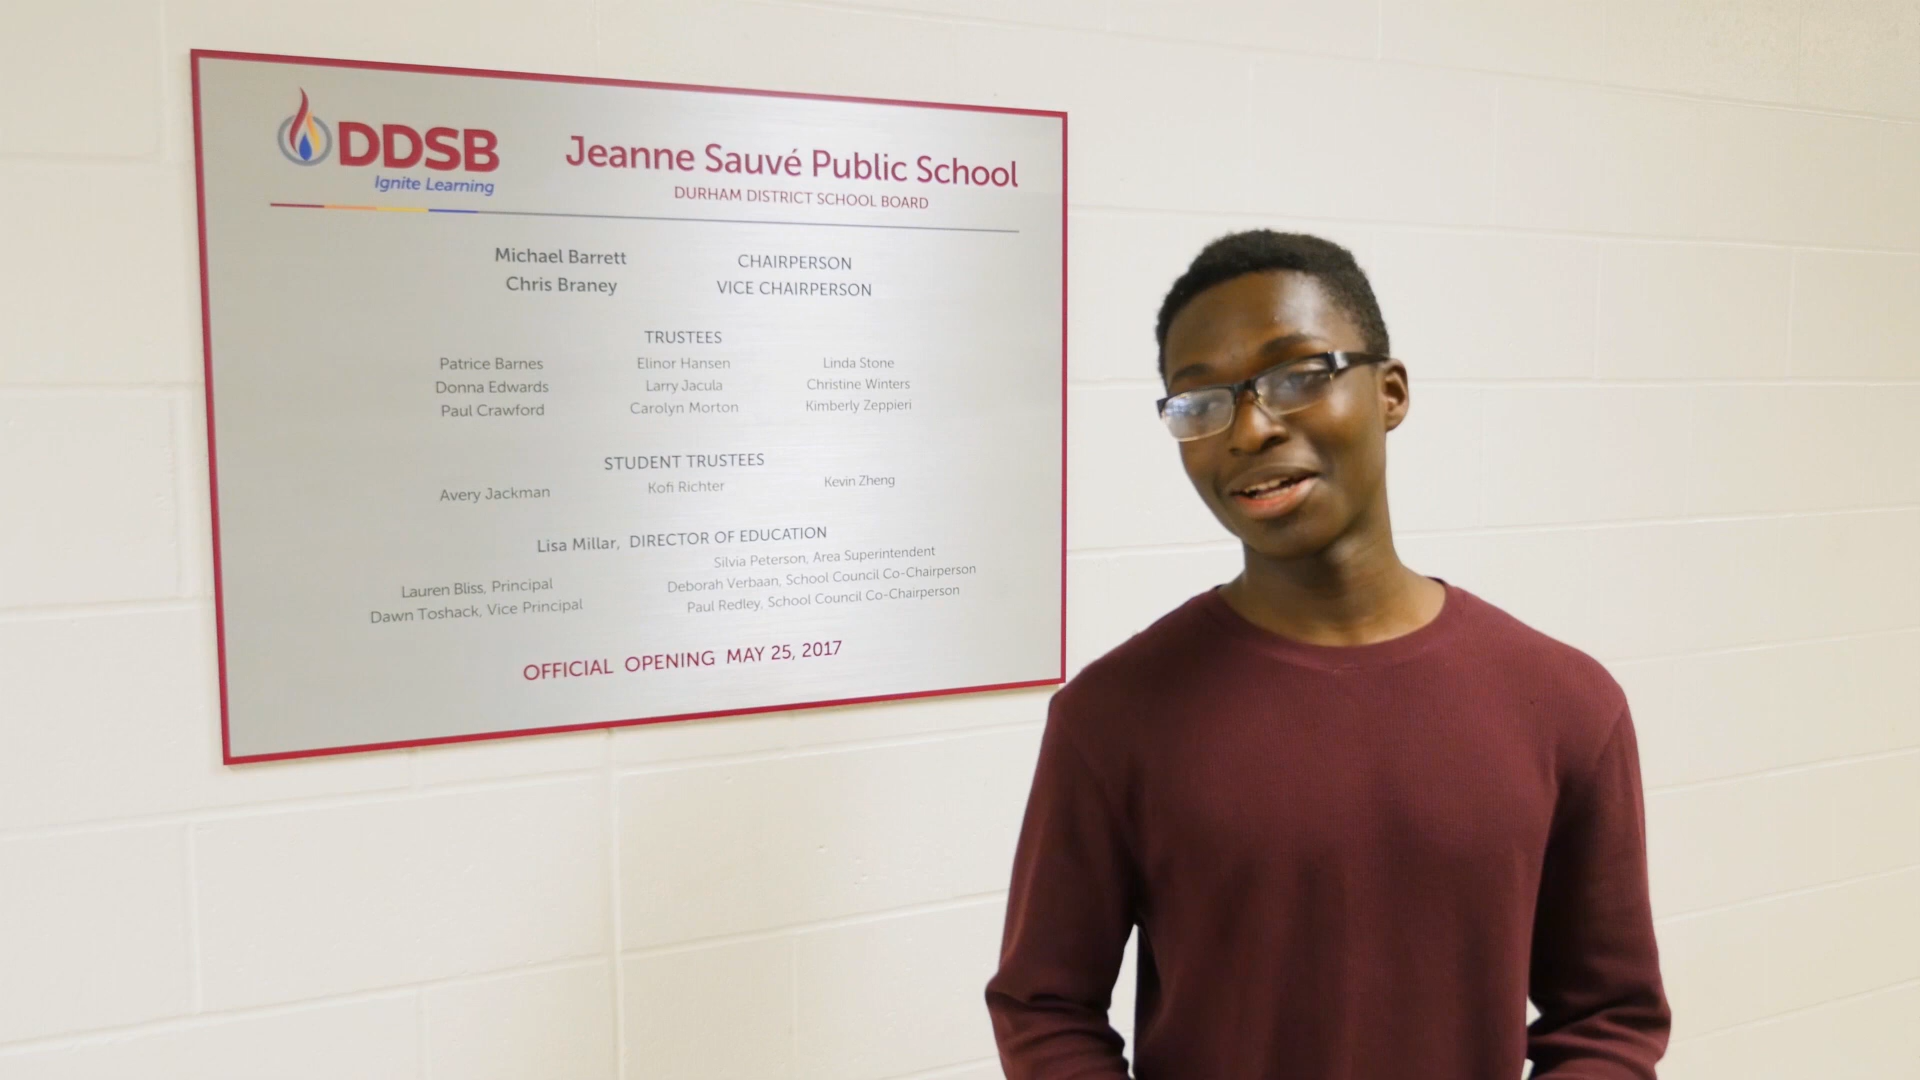 DDSB
Ignite Learning
Jeanne Sauvé Public School
DURHAM DISTRICT SCHOOL BOARD
Michael Barrett CHAIRPERSON
Chris Braney VICE CHAIRPERSON
TRUSTEES
Patrice Barnes Elinor Hansen Linda Stone
Donna Edwards Larry Jacula Christine Winters
Paul Crawford Carolyn Morton Kimberly Zeppieri
STUDENT TRUSTEES
Avery Jackman Kofi Richter Kevin Zheng
Lisa Millar, DIRECTOR OF EDUCATION
Silvia Peterson, Area Superintendent
Lauren Bliss, Principal Deborah Verbaan, School Council Co-Chairperson
Dawn Toshack, Vice Principal Paul Redley, School Council Co-Chairperson
OFFICIAL OPENING MAY 25, 2017